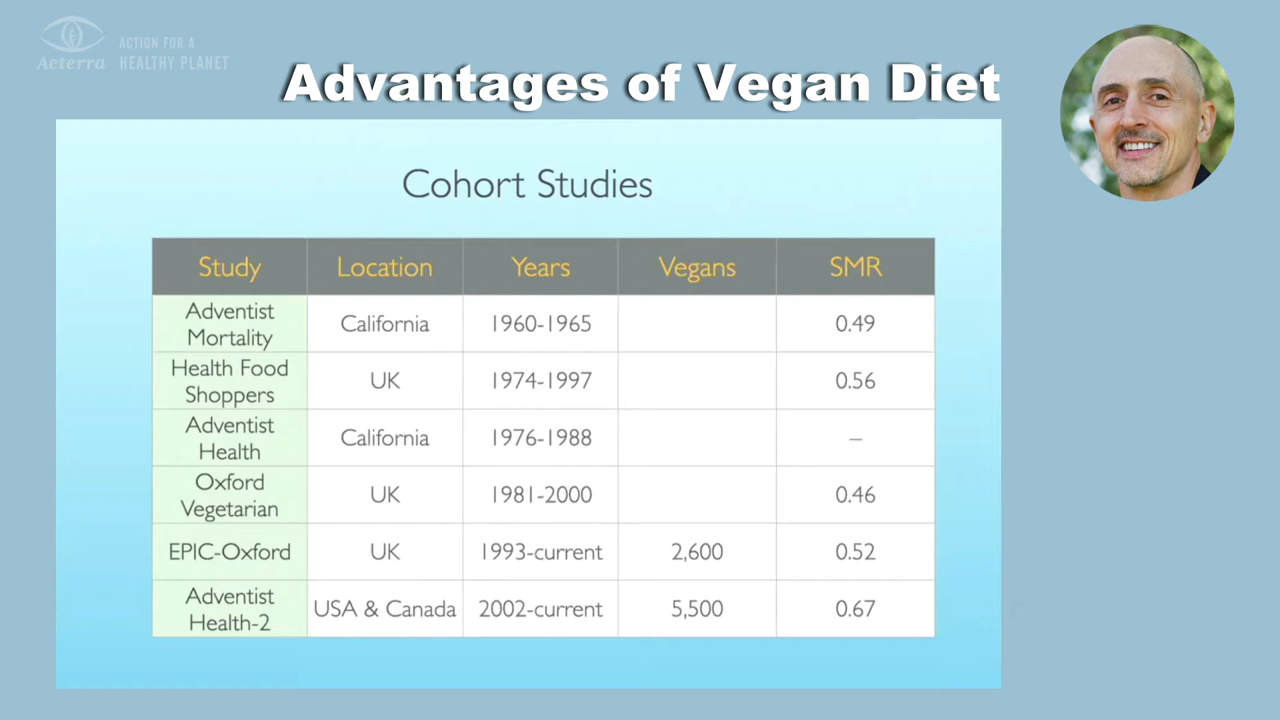 Acterra
ACTION FOR A
HEALTHY PLANET
Advantages of Vegan Diet
Cohort Studies
Study Location Years Vegans SMR
Adventist
Mortality California 1960-1965 0.49
Health Food
Shoppers UK 1974-1997 0.56
Adventist
Health California 1976-1988 –
Oxford
Vegetarian UK 1981-2000 0.46
EPIC-Oxford UK 1993-current 2,600 0.52
Adventist
Health-2 USA & Canada 2002-current 5,500 0.67